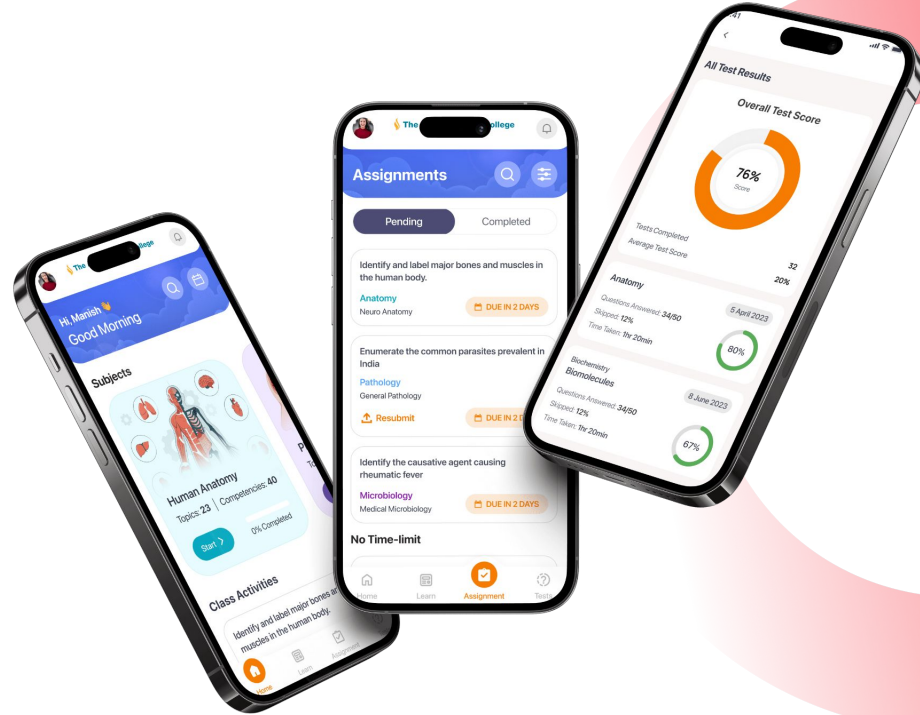 The
llege
Hi, Manish
Good Morning
Subjects
Human Anatomy
Topics: 23 | Competencies: 40
Start
0% Completed
Class Activities
Identify and label major bones an
muscles in the human body.
Home
Learn
Assignment
The
ollege
Assignments
Pending
Completed
Identify and label major bones and muscles in
the human body.
Anatomy
Neuro Anatomy
DUE IN 2 DAYS
Enumerate the common parasites prevalent in
India
Pathology
General Pathology
Resubmit
DUE IN 2 D
Identify the causative agent causing
rheumatic fever
Microbiology
Medical Microbiology
DUE IN 2 DAYS
No Time-limit
Home
Learn
Assignment
Tests
:41
All Test Results
Overall Test Score
76%
Score
Tests Completed
32
Average Test Score
20%
Anatomy
5 April 2023
Questions Answered: 34/50
Skipped: 12%
Time Taken: 1hr 20min
80%
Biochemistry
Biomolecules
8 June 2023
Questions Answered: 34/50
Skipped: 12%
Time Taken: 1hr 20min
67%